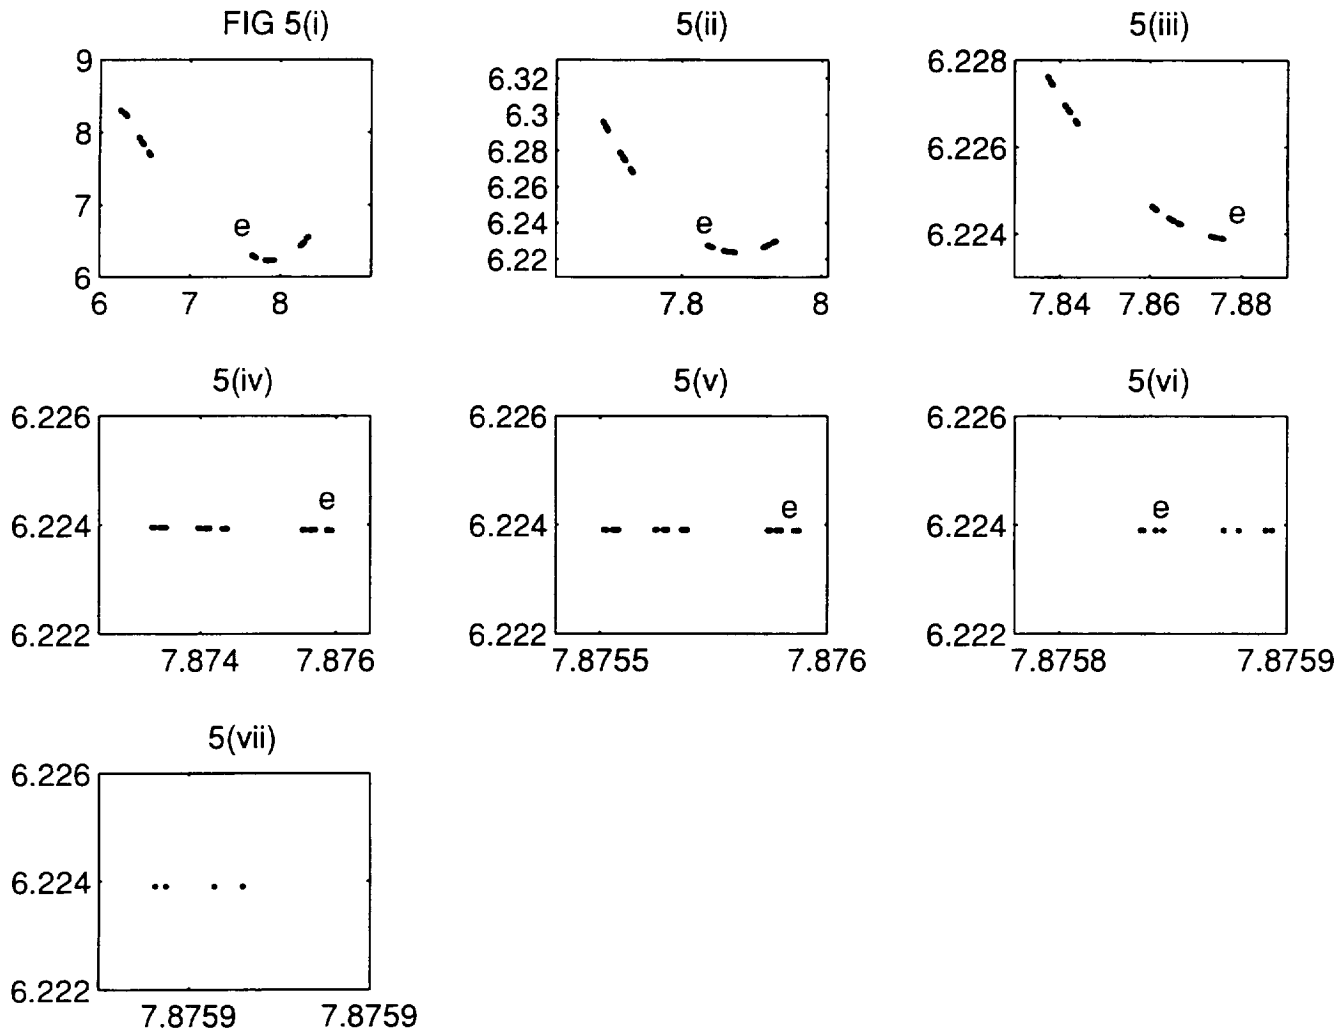 FIG 5(i)
9
8
7
6
6 7 8
e
5(ii)
6.32
6.3
6.28
6.26
6.24
6.22
7.8 8
e
5(iii)
6.228
6.226
6.224
7.84 7.86 7.88
e
5(iv)
6.226
6.224
6.222
7.874 7.876
e
5(v)
6.226
6.224
6.222
7.8755 7.876
e
5(vi)
6.226
6.224
6.222
7.8758 7.8759
e
5(vii)
6.226
6.224
6.222
7.8759 7.8759